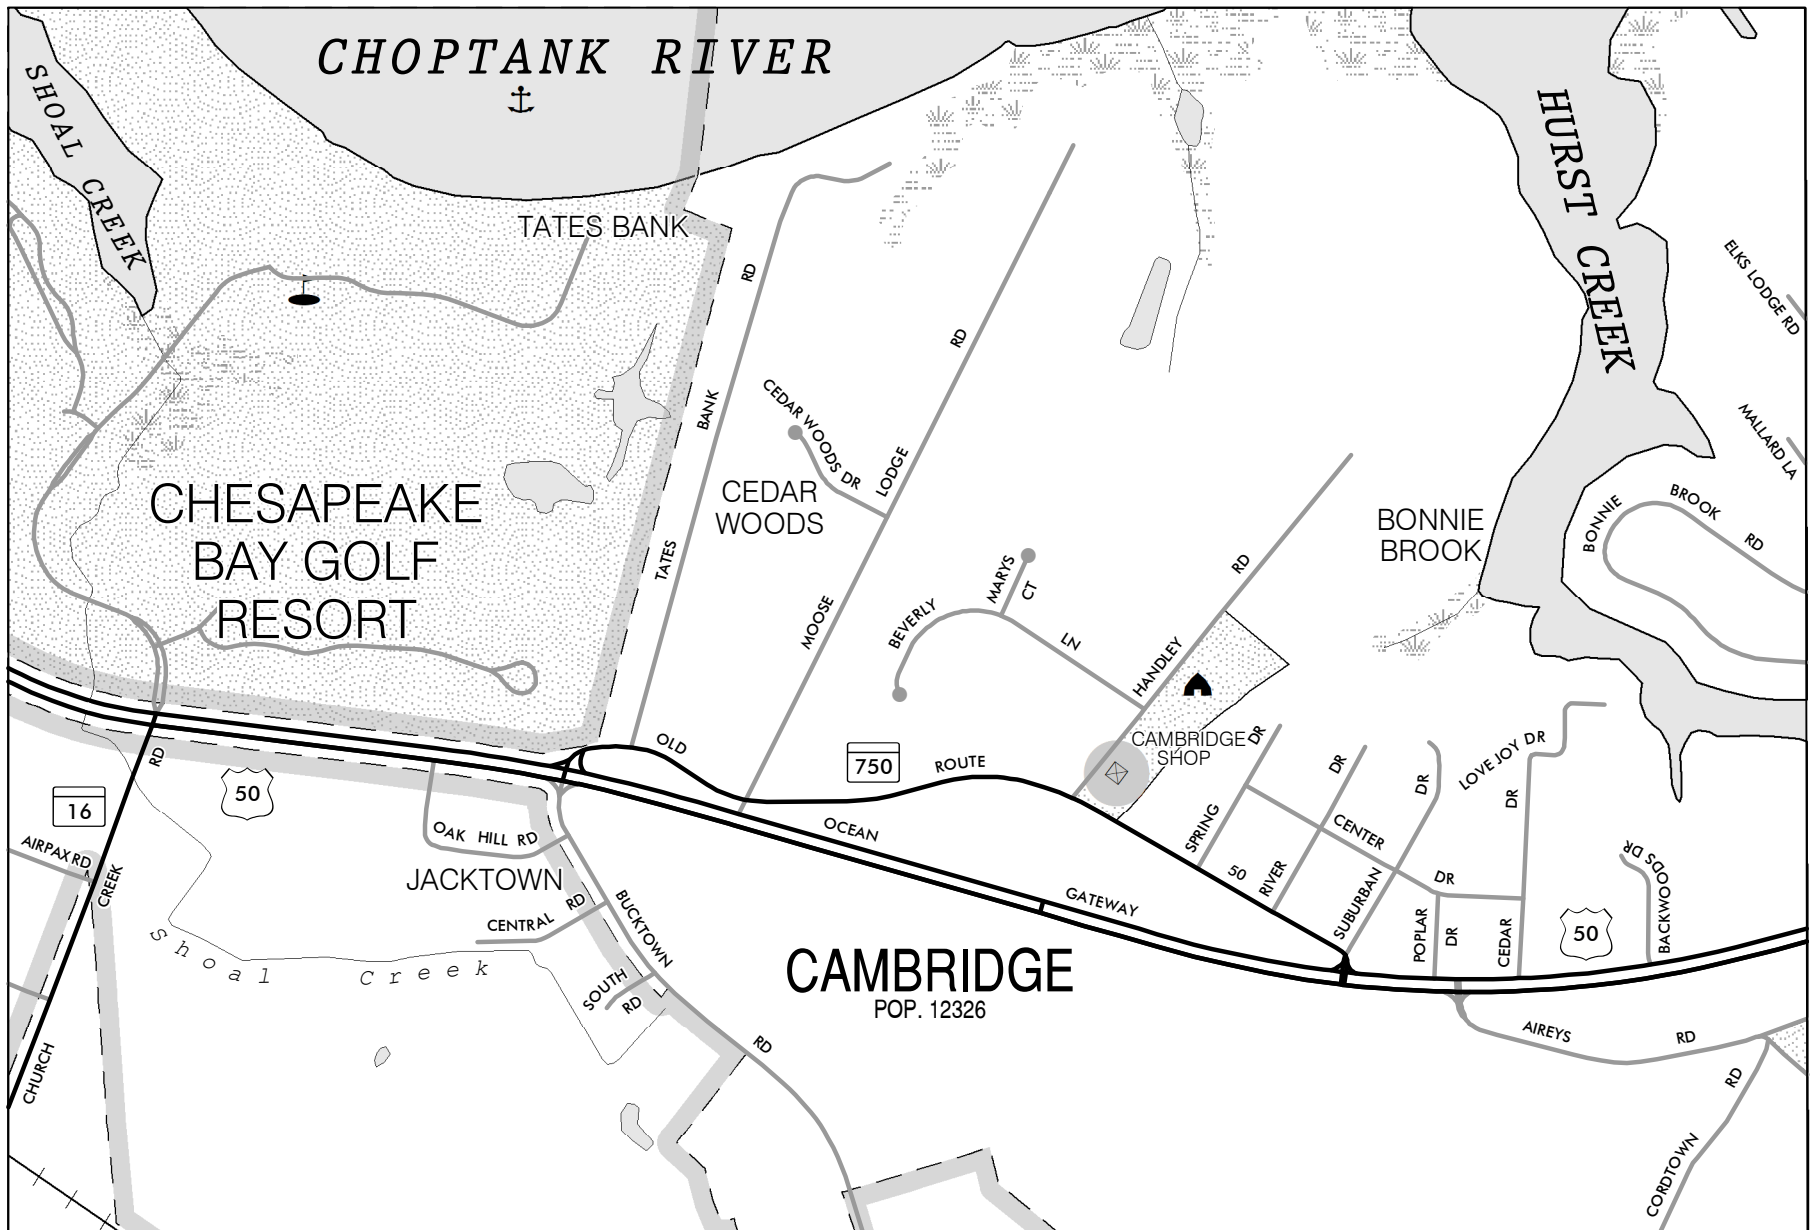 CHOPTANK RIVER
SHOAL CREEK
HURST CREEK
TATES BANK
ELKS LODGE RD
TATES BANK RD
MOOSE LODGE RD
CEDAR WOODS DR
MALLARD LA
CHESAPEAKE
BAY GOLF
RESORT
CEDAR
WOODS
BONNIE
BROOK
BONNIE BROOK RD
MARYS CT
BEVERLY LN
HANDLEY RD
CAMBRIDGE
SHOP
OLD ROUTE 50
750
SPRING DR
RIVER DR
SUBURBAN DR
CENTER DR
LOVE JOY DR
CEDAR DR
POPLAR DR
BACKWOODS DR
50
16
50
AIRPAX RD
CHURCH CREEK RD
OAK HILL RD
JACKTOWN
CENTRAL RD
BUCKTOWN RD
SOUTH RD
Shoal Creek
OCEAN GATEWAY
CAMBRIDGE
POP. 12326
AIREYS RD
CORDTOWN RD